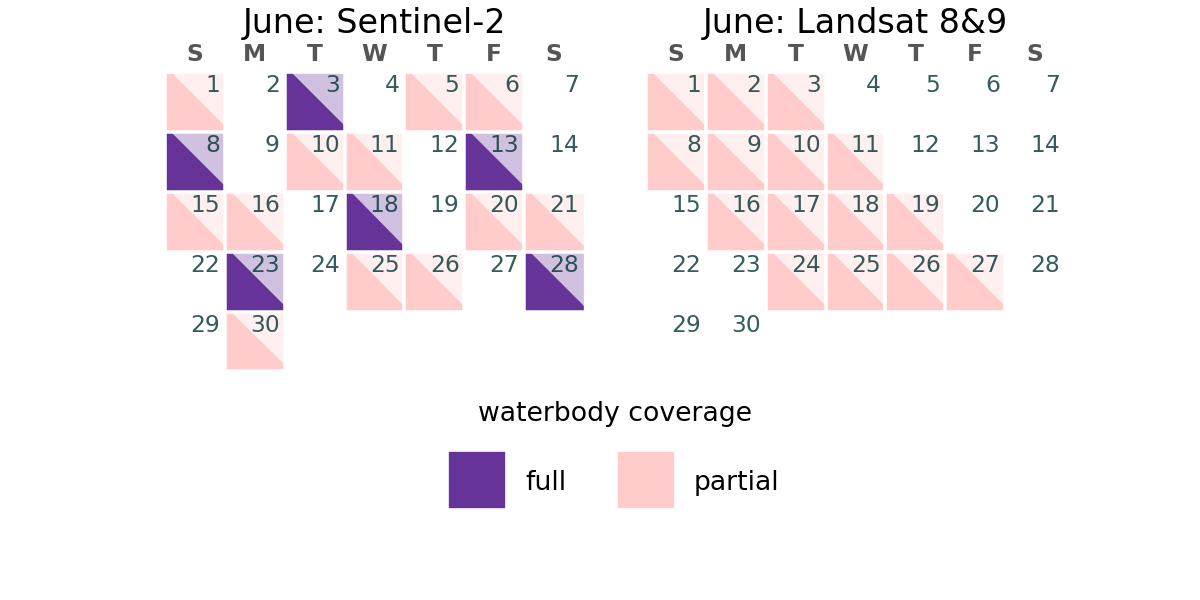 June: Sentinel-2
S M T W T F S
1 2 3 4 5 6 7
8 9 10 11 12 13 14
15 16 17 18 19 20 21
22 23 24 25 26 27 28
29 30
June: Landsat 8&9
S M T W T F S
1 2 3 4 5 6 7
8 9 10 11 12 13 14
15 16 17 18 19 20 21
22 23 24 25 26 27 28
29 30
waterbody coverage
full partial